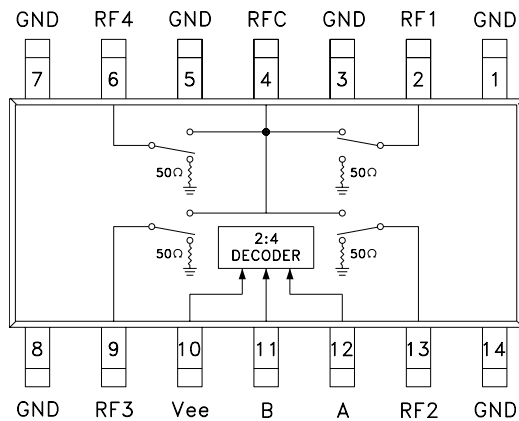 GND RF4 GND RFC GND RF1 GND
7 6 5 4 3 2 1
50Ω 50Ω
2:4
DECODER
50Ω 50Ω
8 9 10 11 12 13 14
GND RF3 Vee B A RF2 GND